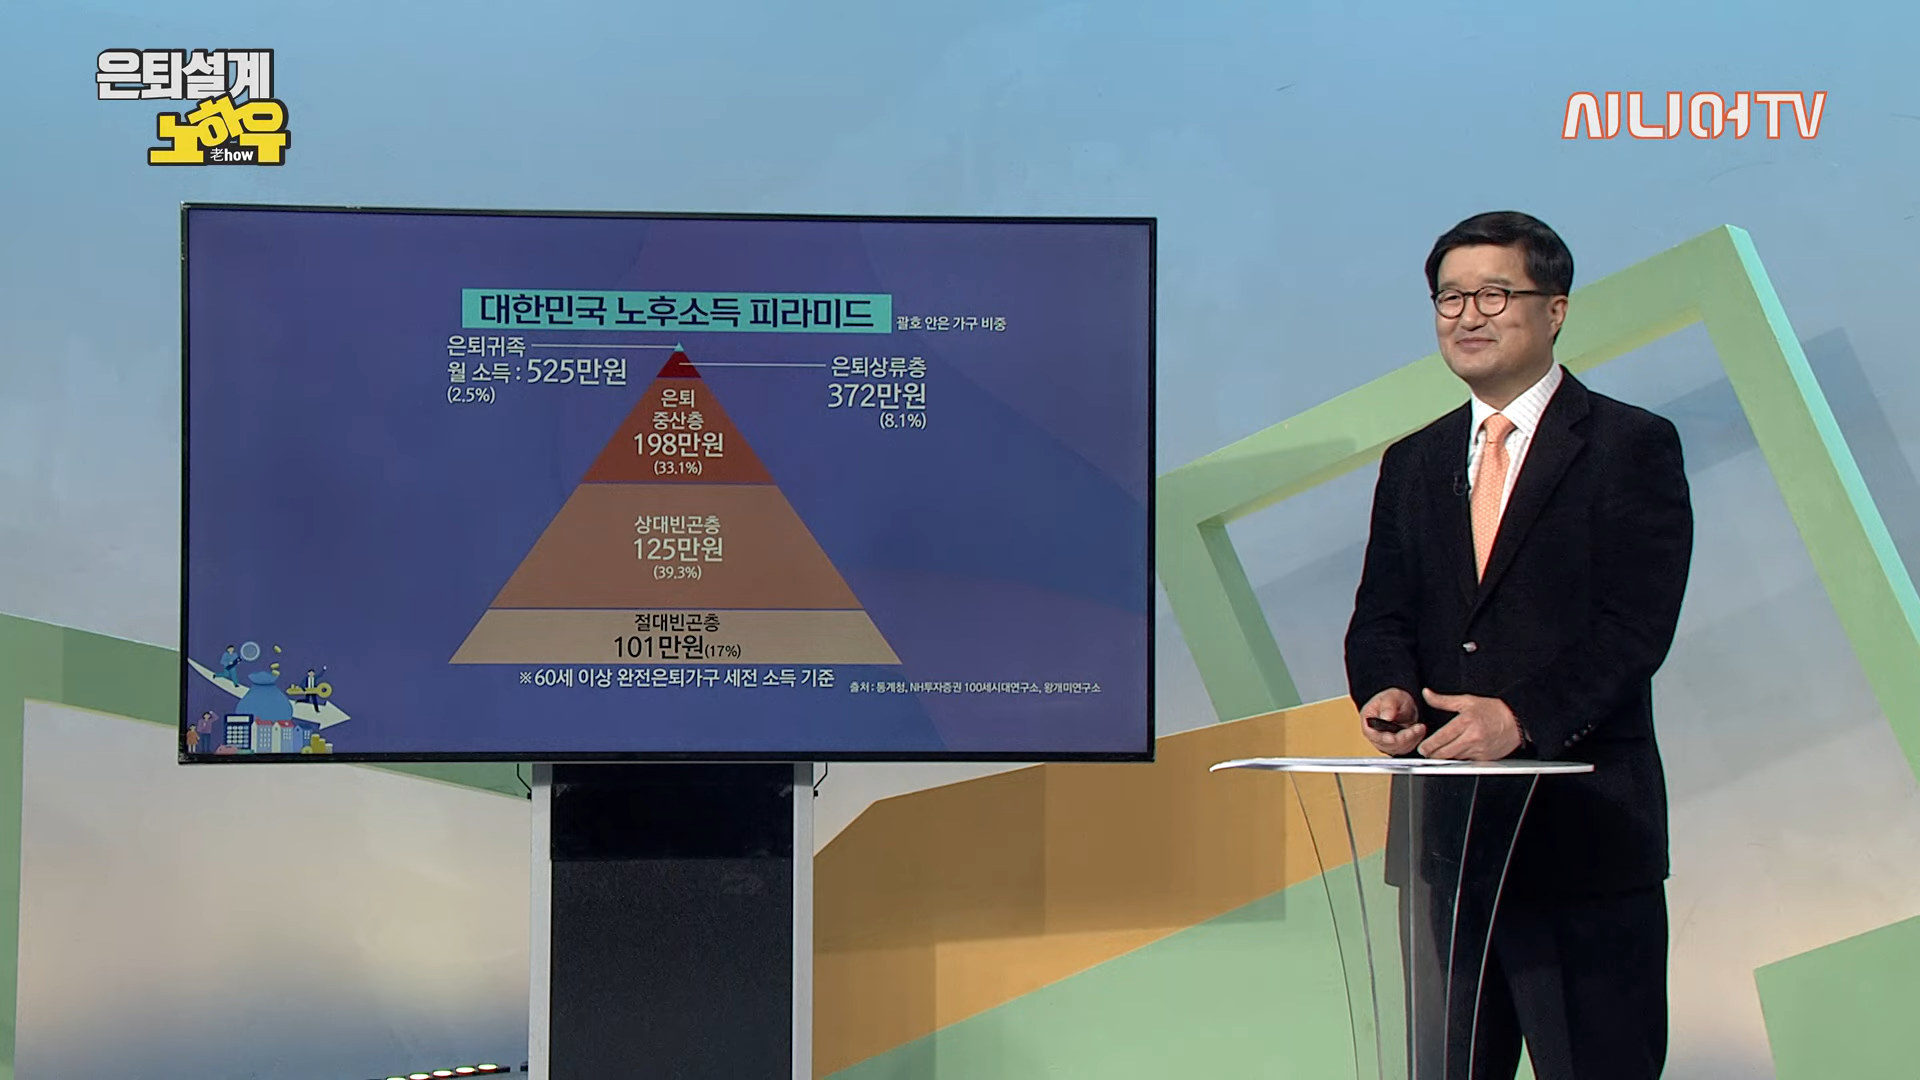 은퇴설계
노하우
老how
시니어TV
대한민국 노후소득 피라미드
괄호 안은 가구 비중
은퇴귀족
월 소득 : 525만원
(2.5%)
은퇴상류층
372만원
(8.1%)
은퇴
중산층
198만원
(33.1%)
상대빈곤층
125만원
(39.3%)
절대빈곤층
101만원(17%)
※60세 이상 완전은퇴가구 세전 소득 기준
출처 : 통계청, NH투자증권 100세시대연구소, 왕개미연구소